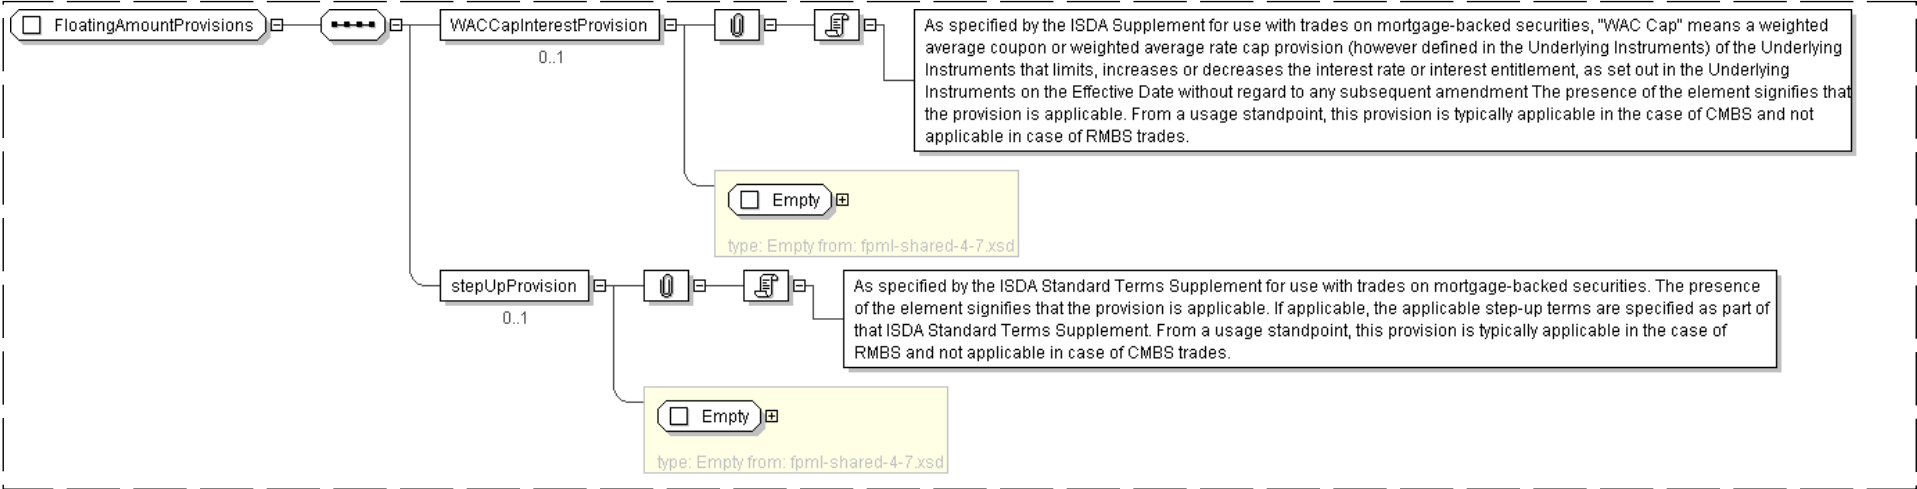 FloatingAmountProvisions
WACCapInterestProvision
0..1
As specified by the ISDA Supplement for use with trades on mortgage-backed securities, "WAC Cap" means a weighted
average coupon or weighted average rate cap provision (however defined in the Underlying Instruments) of the Underlying
Instruments that limits, increases or decreases the interest rate or interest entitlement, as set out in the Underlying
Instruments on the Effective Date without regard to any subsequent amendment The presence of the element signifies that
the provision is applicable. From a usage standpoint, this provision is typically applicable in the case of CMBS and not
applicable in case of RMBS trades.
Empty
type: Empty from: fpml-shared-4-7.xsd
stepUpProvision
0..1
As specified by the ISDA Standard Terms Supplement for use with trades on mortgage-backed securities. The presence
of the element signifies that the provision is applicable. If applicable, the applicable step-up terms are specified as part of
that ISDA Standard Terms Supplement. From a usage standpoint, this provision is typically applicable in the case of
RMBS and not applicable in case of CMBS trades.
Empty
type: Empty from: fpml-shared-4-7.xsd